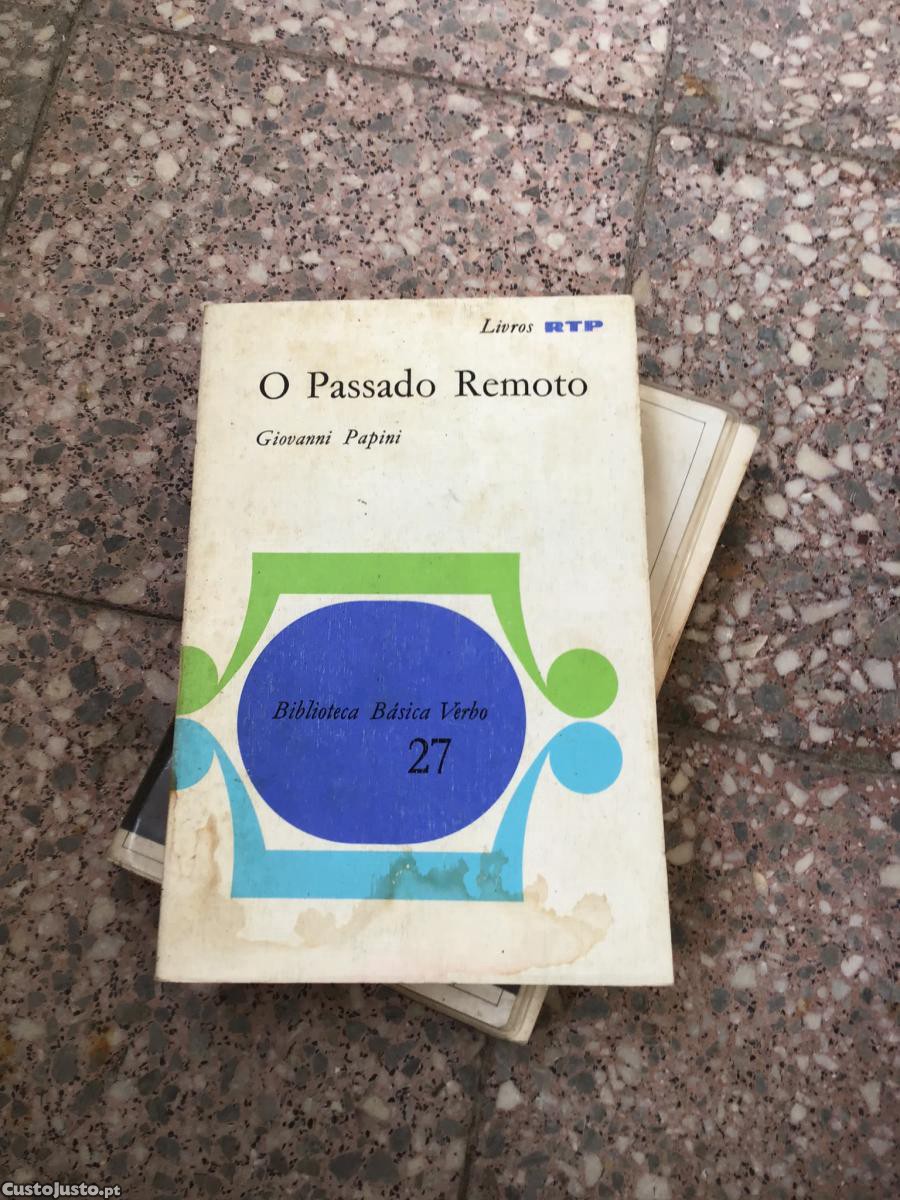 Livros RTP
O Passado Remoto
Giovanni Papini
Biblioteca Básica Verbo
27
CustoJusto.pt